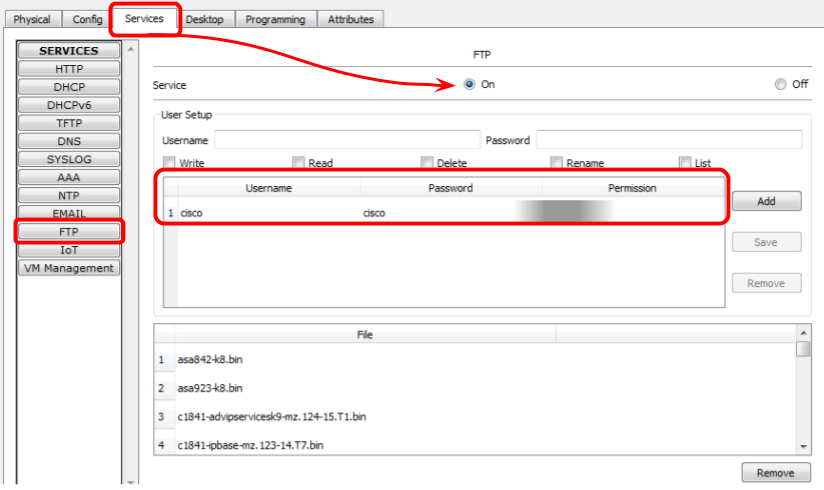 Physical Config Services Desktop Programming Attributes
SERVICES
HTTP
DHCP
DHCPv6
TFTP
DNS
SYSLOG
AAA
NTP
EMAIL
FTP
IoT
VM Management
FTP
Service On Off
User Setup
Username Password
Write Read Delete Rename List
Username Password Permission
1 cisco cisco
Add
Save
Remove
File
1 asa842-k8.bin
2 asa923-k8.bin
3 c1841-advipservicesk9-mz.124-15.T1.bin
4 c1841-ipbase-mz.123-14.T7.bin
Remove